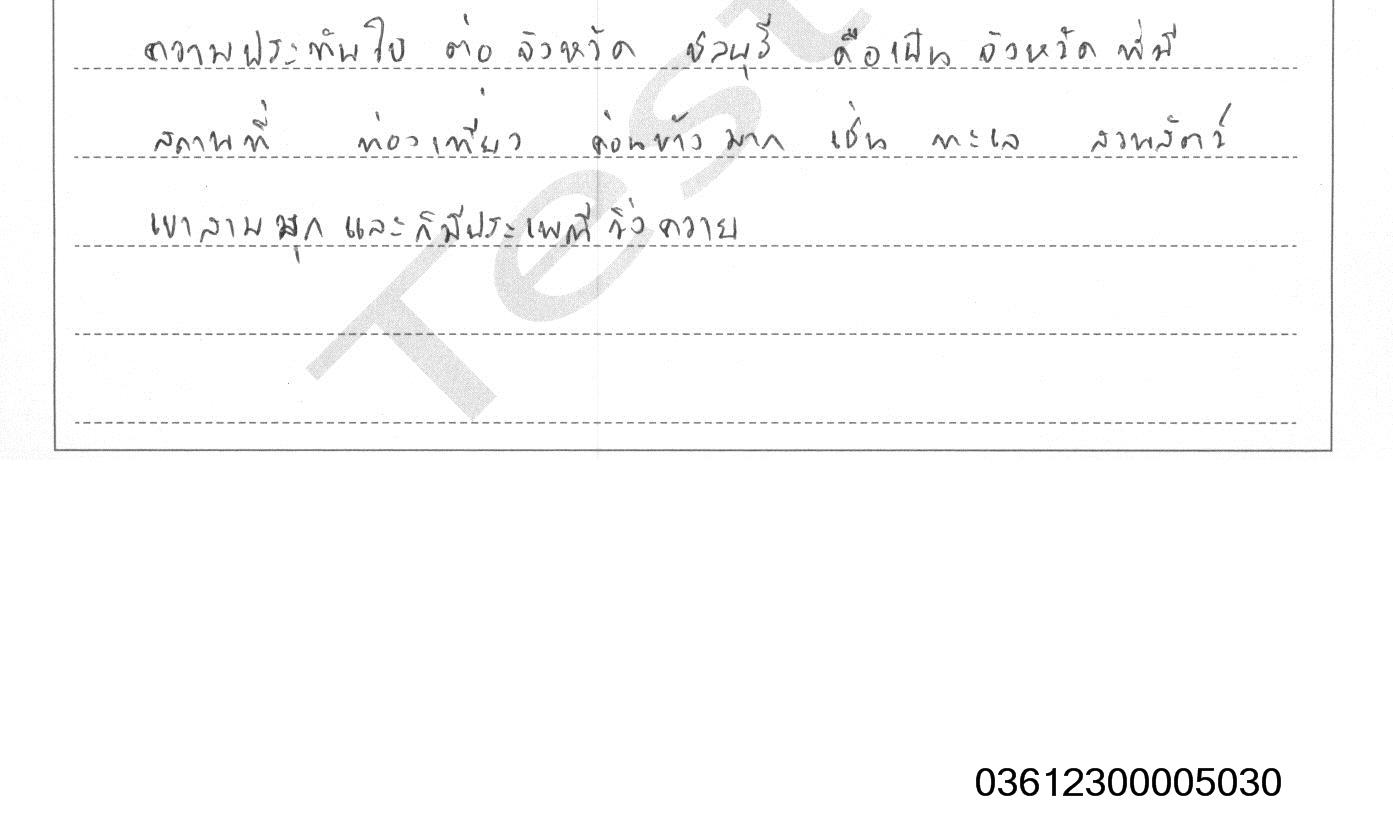 ความประทับใจ ต่อ จังหวัด ชลบุรี คือเป็น จังหวัด ที่มี
สถานที่ ท่องเที่ยว ค่อนข้าง มาก เช่น ทะเล สวนสัตว์
เขาสามมุก และก็มีประเพณี วิ่ง ควาย
Test
03612300005030